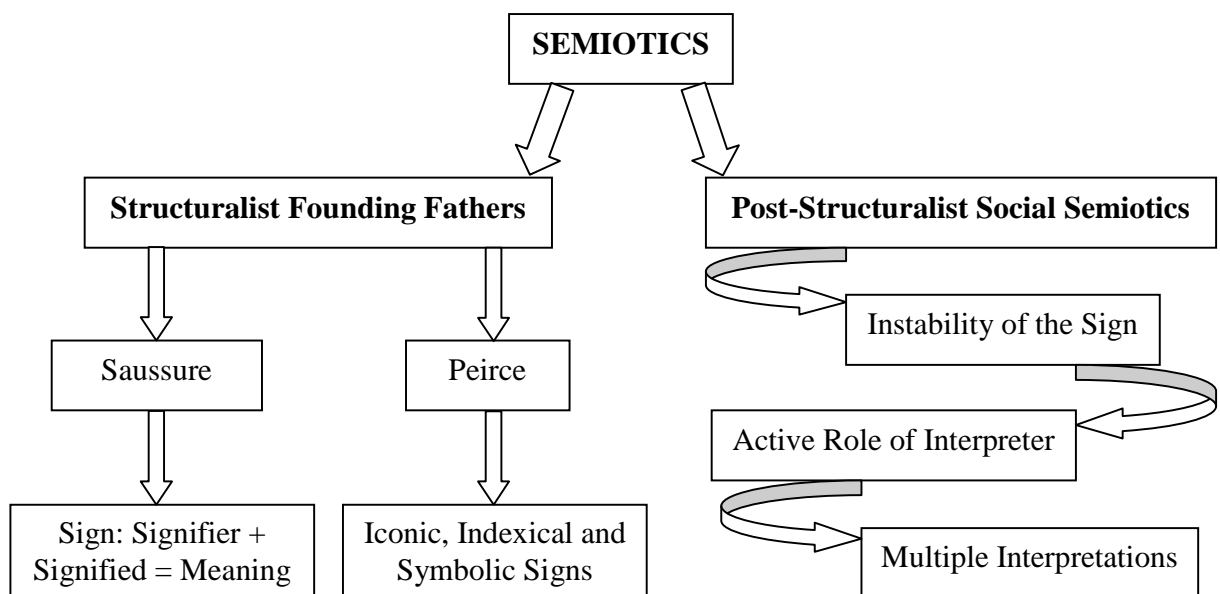 SEMIOTICS
Structuralist Founding Fathers
Post-Structuralist Social Semiotics
Saussure
Peirce
Sign: Signifier +
Signified = Meaning
Iconic, Indexical and
Symbolic Signs
Instability of the Sign
Active Role of Interpreter
Multiple Interpretations